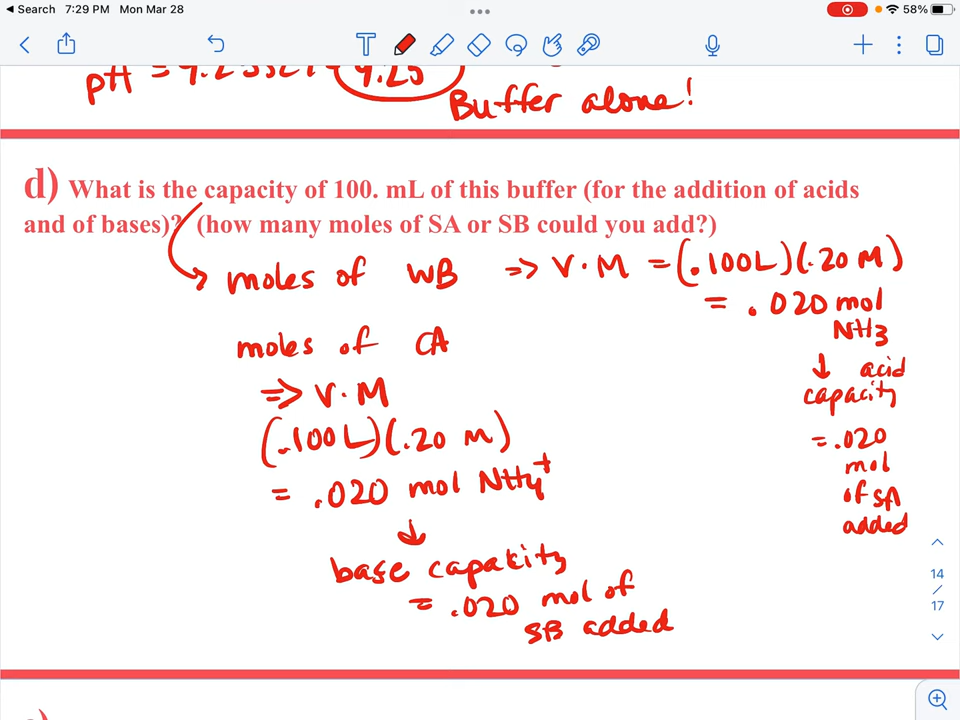 Search 7:29 PM Mon Mar 28 58%
pH =
Buffer alone!
d) What is the capacity of 100. mL of this buffer (for the addition of acids
and of bases)? (how many moles of SA or SB could you add?)
moles of WB => V·M = (.100L)(.20 M)
= .020 mol
NH3
↓ acid
capacity
= .020
mol
of SA
added
moles of CA
=> V·M
(.100L)(.20 M)
= .020 mol NH4+
↓
base capacity
= .020 mol of
SB added
14
/
17